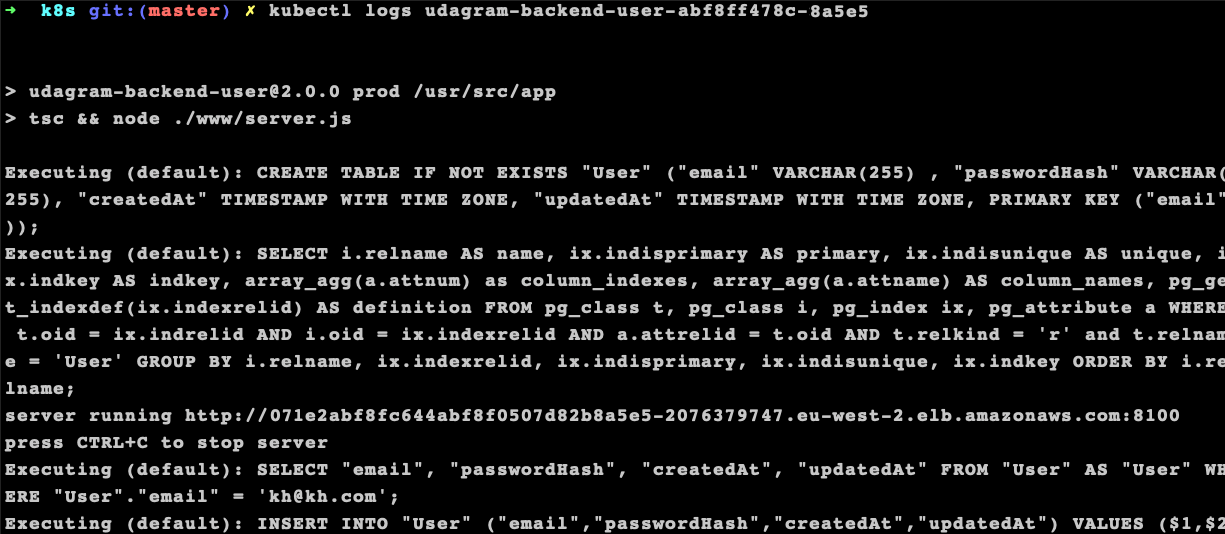 ➜  k8s git:(master) ✗ kubectl logs udagram-backend-user-abf8ff478c-8a5e5
> udagram-backend-user@2.0.0 prod /usr/src/app
> tsc && node ./www/server.js
Executing (default): CREATE TABLE IF NOT EXISTS "User" ("email" VARCHAR(255) , "passwordHash" VARCHAR(
255), "createdAt" TIMESTAMP WITH TIME ZONE, "updatedAt" TIMESTAMP WITH TIME ZONE, PRIMARY KEY ("email"
));
Executing (default): SELECT i.relname AS name, ix.indisprimary AS primary, ix.indisunique AS unique, i
x.indkey AS indkey, array_agg(a.attnum) as column_indexes, array_agg(a.attname) AS column_names, pg_ge
t_indexdef(ix.indexrelid) AS definition FROM pg_class t, pg_class i, pg_index ix, pg_attribute a WHERE
 t.oid = ix.indrelid AND i.oid = ix.indexrelid AND a.attrelid = t.oid AND t.relkind = 'r' and t.relnam
e = 'User' GROUP BY i.relname, ix.indexrelid, ix.indisprimary, ix.indisunique, ix.indkey ORDER BY i.re
lname;
server running http://071e2abf8fc644abf8f0507d82b8a5e5-2076379747.eu-west-2.elb.amazonaws.com:8100
press CTRL+C to stop server
Executing (default): SELECT "email", "passwordHash", "createdAt", "updatedAt" FROM "User" AS "User" WH
ERE "User"."email" = 'kh@kh.com';
Executing (default): INSERT INTO "User" ("email","passwordHash","createdAt","updatedAt") VALUES ($1,$2